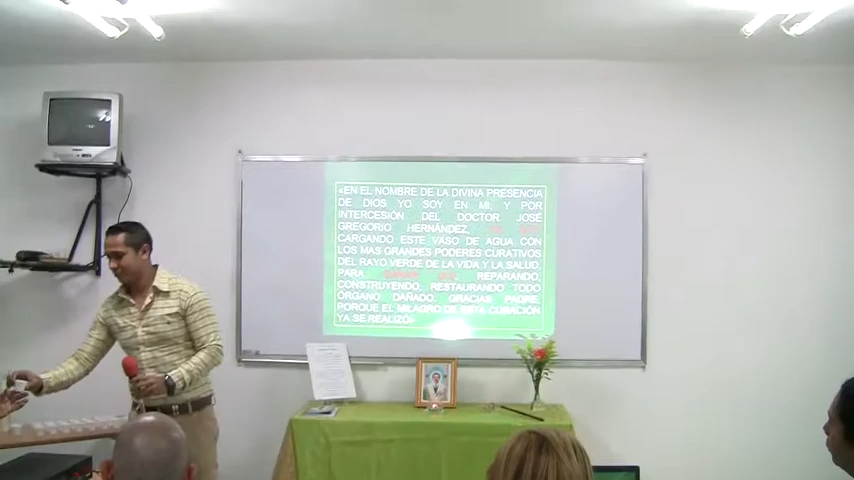 «EN EL NOMBRE DE LA DIVINA PRESENCIA
DE DIOS YO SOY EN MI, Y POR
INTERCESIÓN DEL DOCTOR JOSÉ
GREGORIO HERNÁNDEZ,
CARGANDO ESTE VASO DE AGUA CON
LOS MAS GRANDES PODERES CURATIVOS
DEL RAYO VERDE DE LA VIDA Y LA SALUD,
PARA REPARANDO,
CONSTRUYENDO, RESTAURANDO TODO
ÓRGANO DAÑADO. GRACIAS PADRE,
PORQUE EL MILAGRO DE ESTA CURACIÓN
YA SE REALIZÓ»